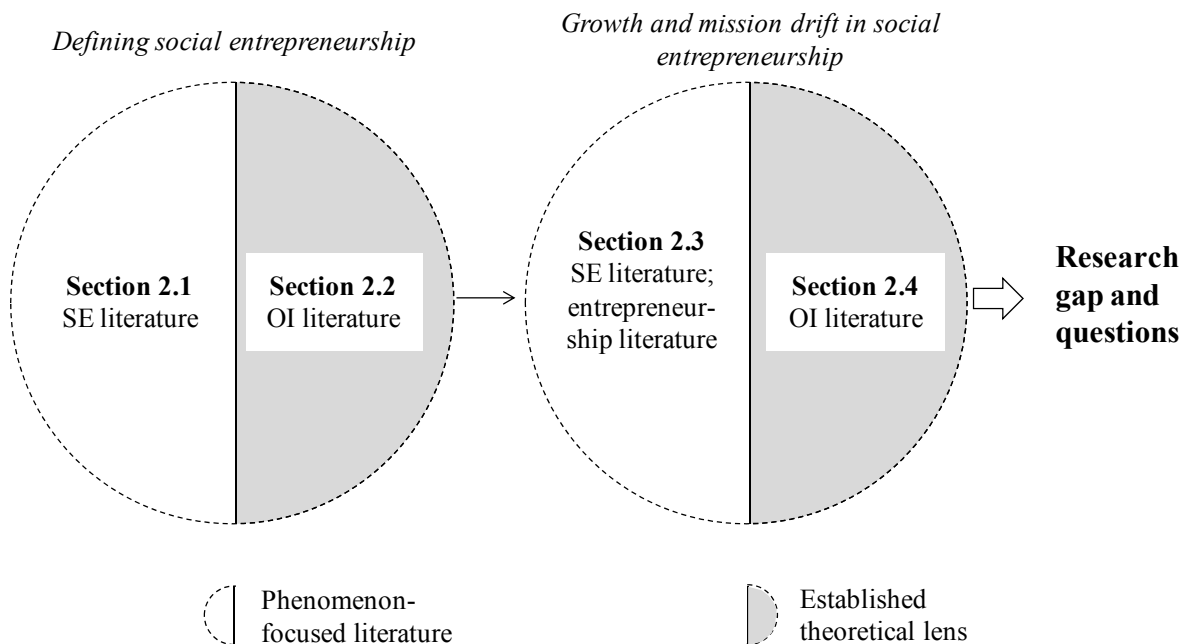 Defining social entrepreneurship
Growth and mission drift in social
entrepreneurship
Section 2.1
SE literature
Section 2.2
OI literature
Section 2.3
SE literature;
entrepreneur-
ship literature
Section 2.4
OI literature
Research
gap and
questions
Phenomenon-
focused literature
Established
theoretical lens